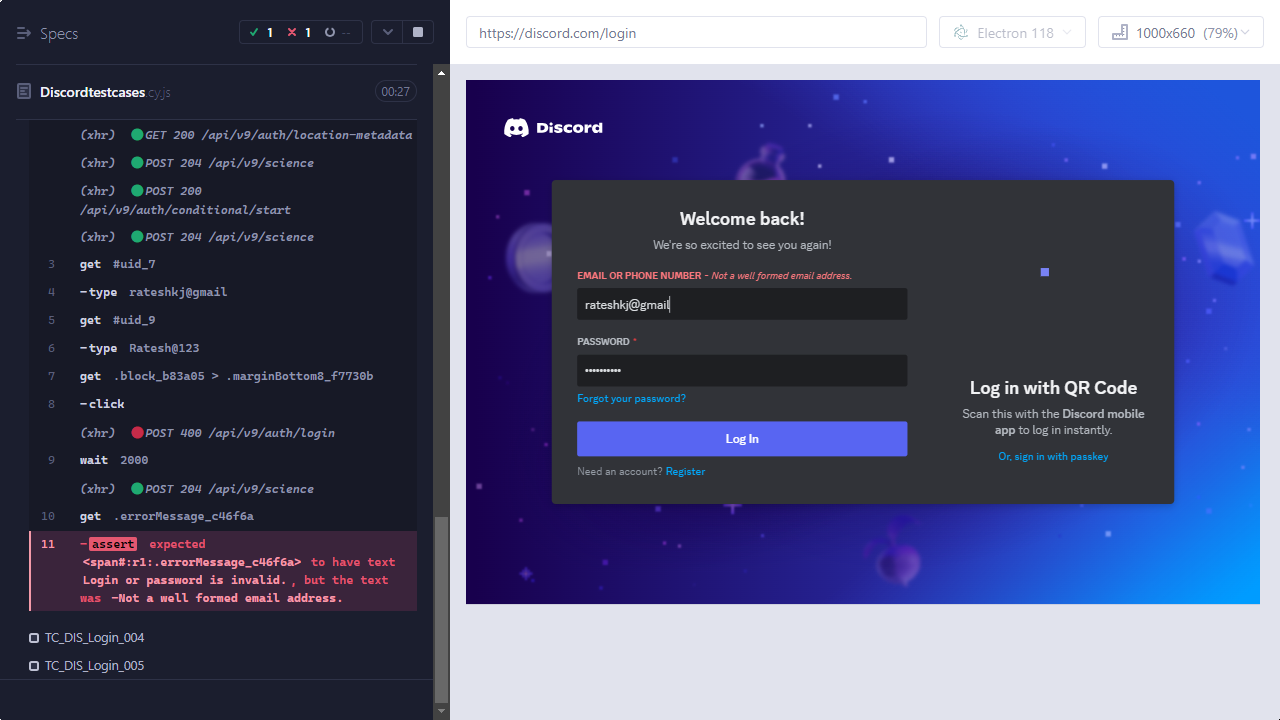 Specs
1
1
--
https://discord.com/login
Electron 118
1000x660 (79%)
Discordtestcases.cy.js
00:27
(xhr) GET 200 /api/v9/auth/location-metadata
(xhr) POST 204 /api/v9/science
(xhr) POST 200
/api/v9/auth/conditional/start
(xhr) POST 204 /api/v9/science
3 get #uid_7
4 -type rateshkj@gmail
5 get #uid_9
6 -type Ratesh@123
7 get .block_b83a05 > .marginBottom8_f7730b
8 -click
(xhr) POST 400 /api/v9/auth/login
9 wait 2000
(xhr) POST 204 /api/v9/science
10 get .errorMessage_c46f6a
11 -assert expected
<span#:r1:.errorMessage_c46f6a> to have text
Login or password is invalid. , but the text
was -Not a well formed email address.
TC_DIS_Login_004
TC_DIS_Login_005
Discord
Welcome back!
We're so excited to see you again!
EMAIL OR PHONE NUMBER - Not a well formed email address.
rateshkj@gmail
PASSWORD *
••••••••••
Forgot your password?
Log In
Need an account? Register
Log in with QR Code
Scan this with the Discord mobile
app to log in instantly.
Or, sign in with passkey